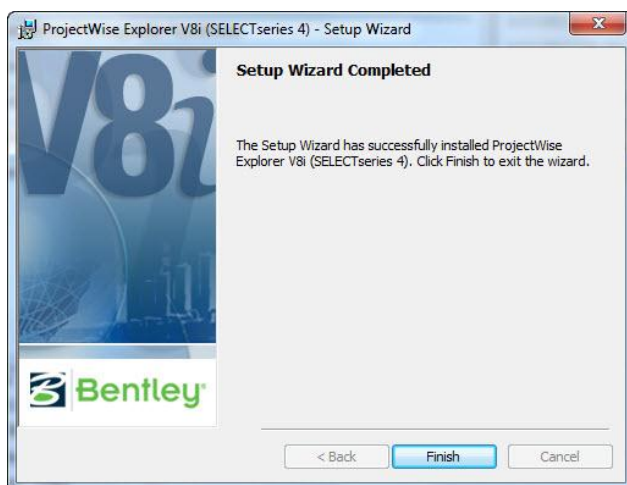 ProjectWise Explorer V8i (SELECTseries 4) - Setup Wizard
V8i
Setup Wizard Completed
The Setup Wizard has successfully installed ProjectWise
Explorer V8i (SELECTseries 4). Click Finish to exit the wizard.
Bentley
< Back
Finish
Cancel